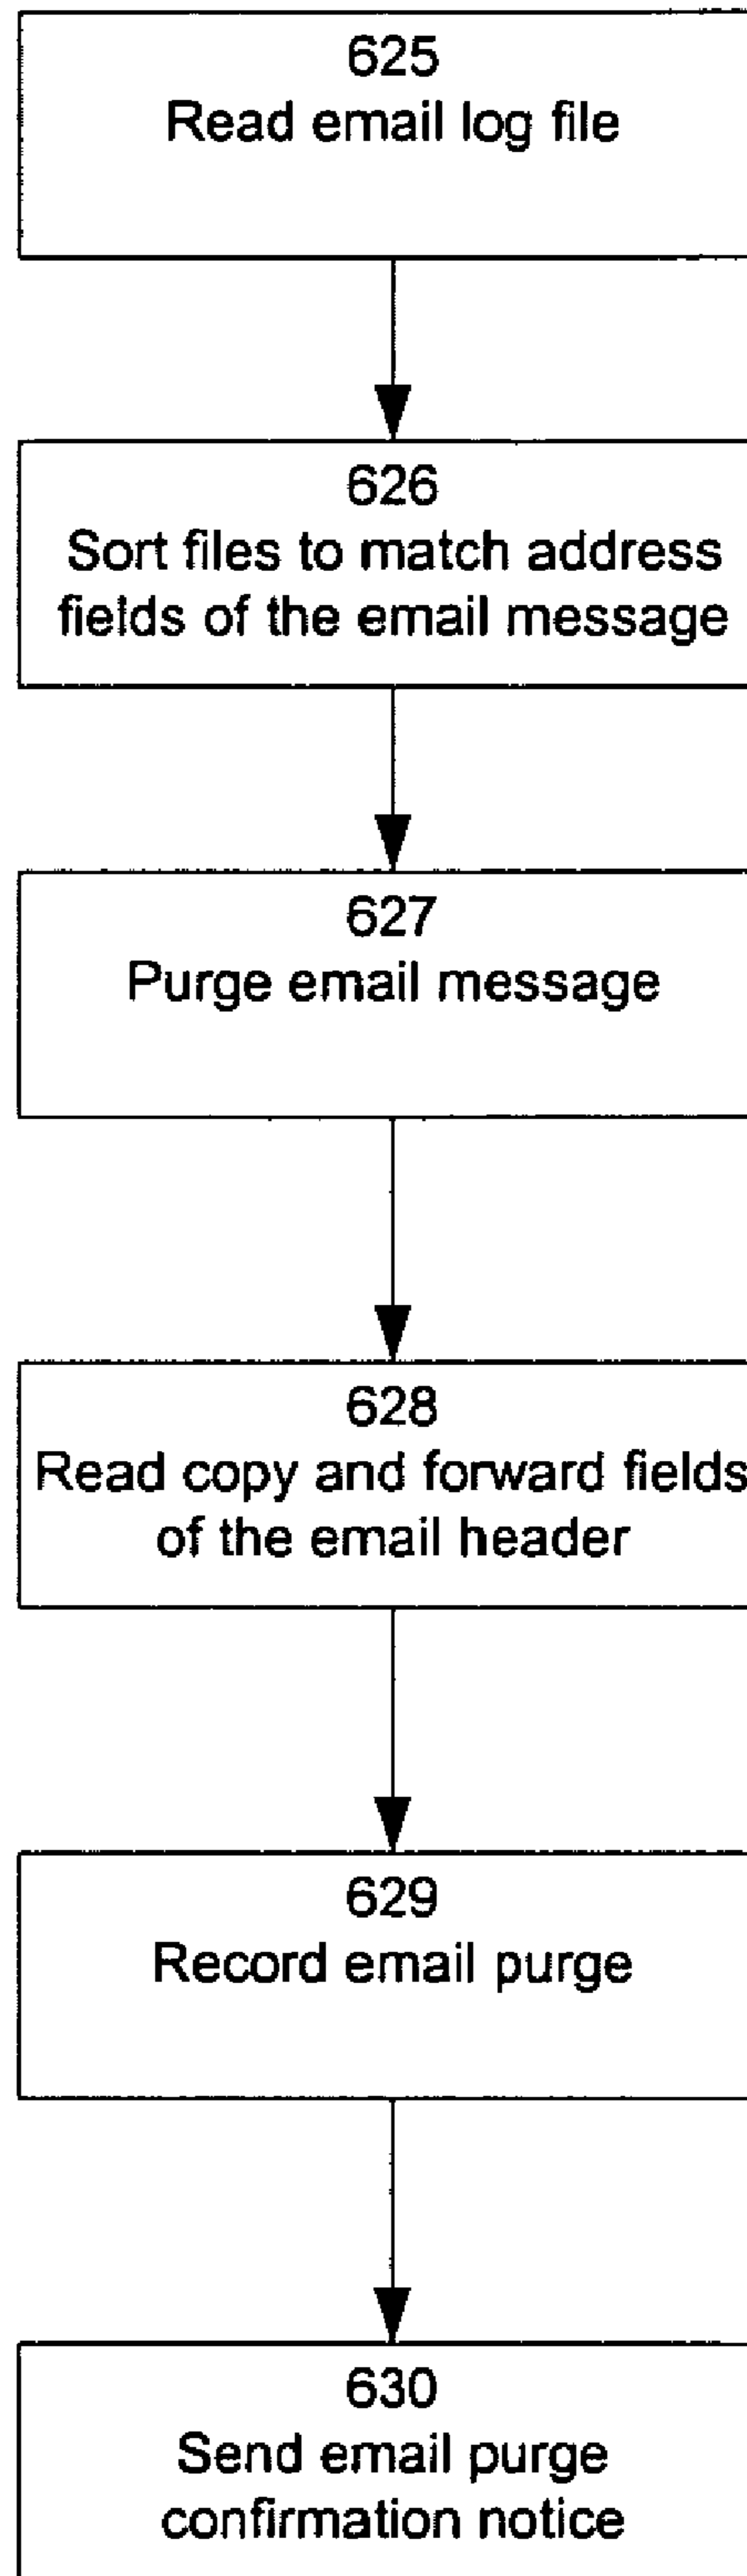 625
Read email log file
626
Sort files to match address
fields of the email message
627
Purge email message
628
Read copy and forward fields
of the email header
629
Record email purge
630
Send email purge
confirmation notice